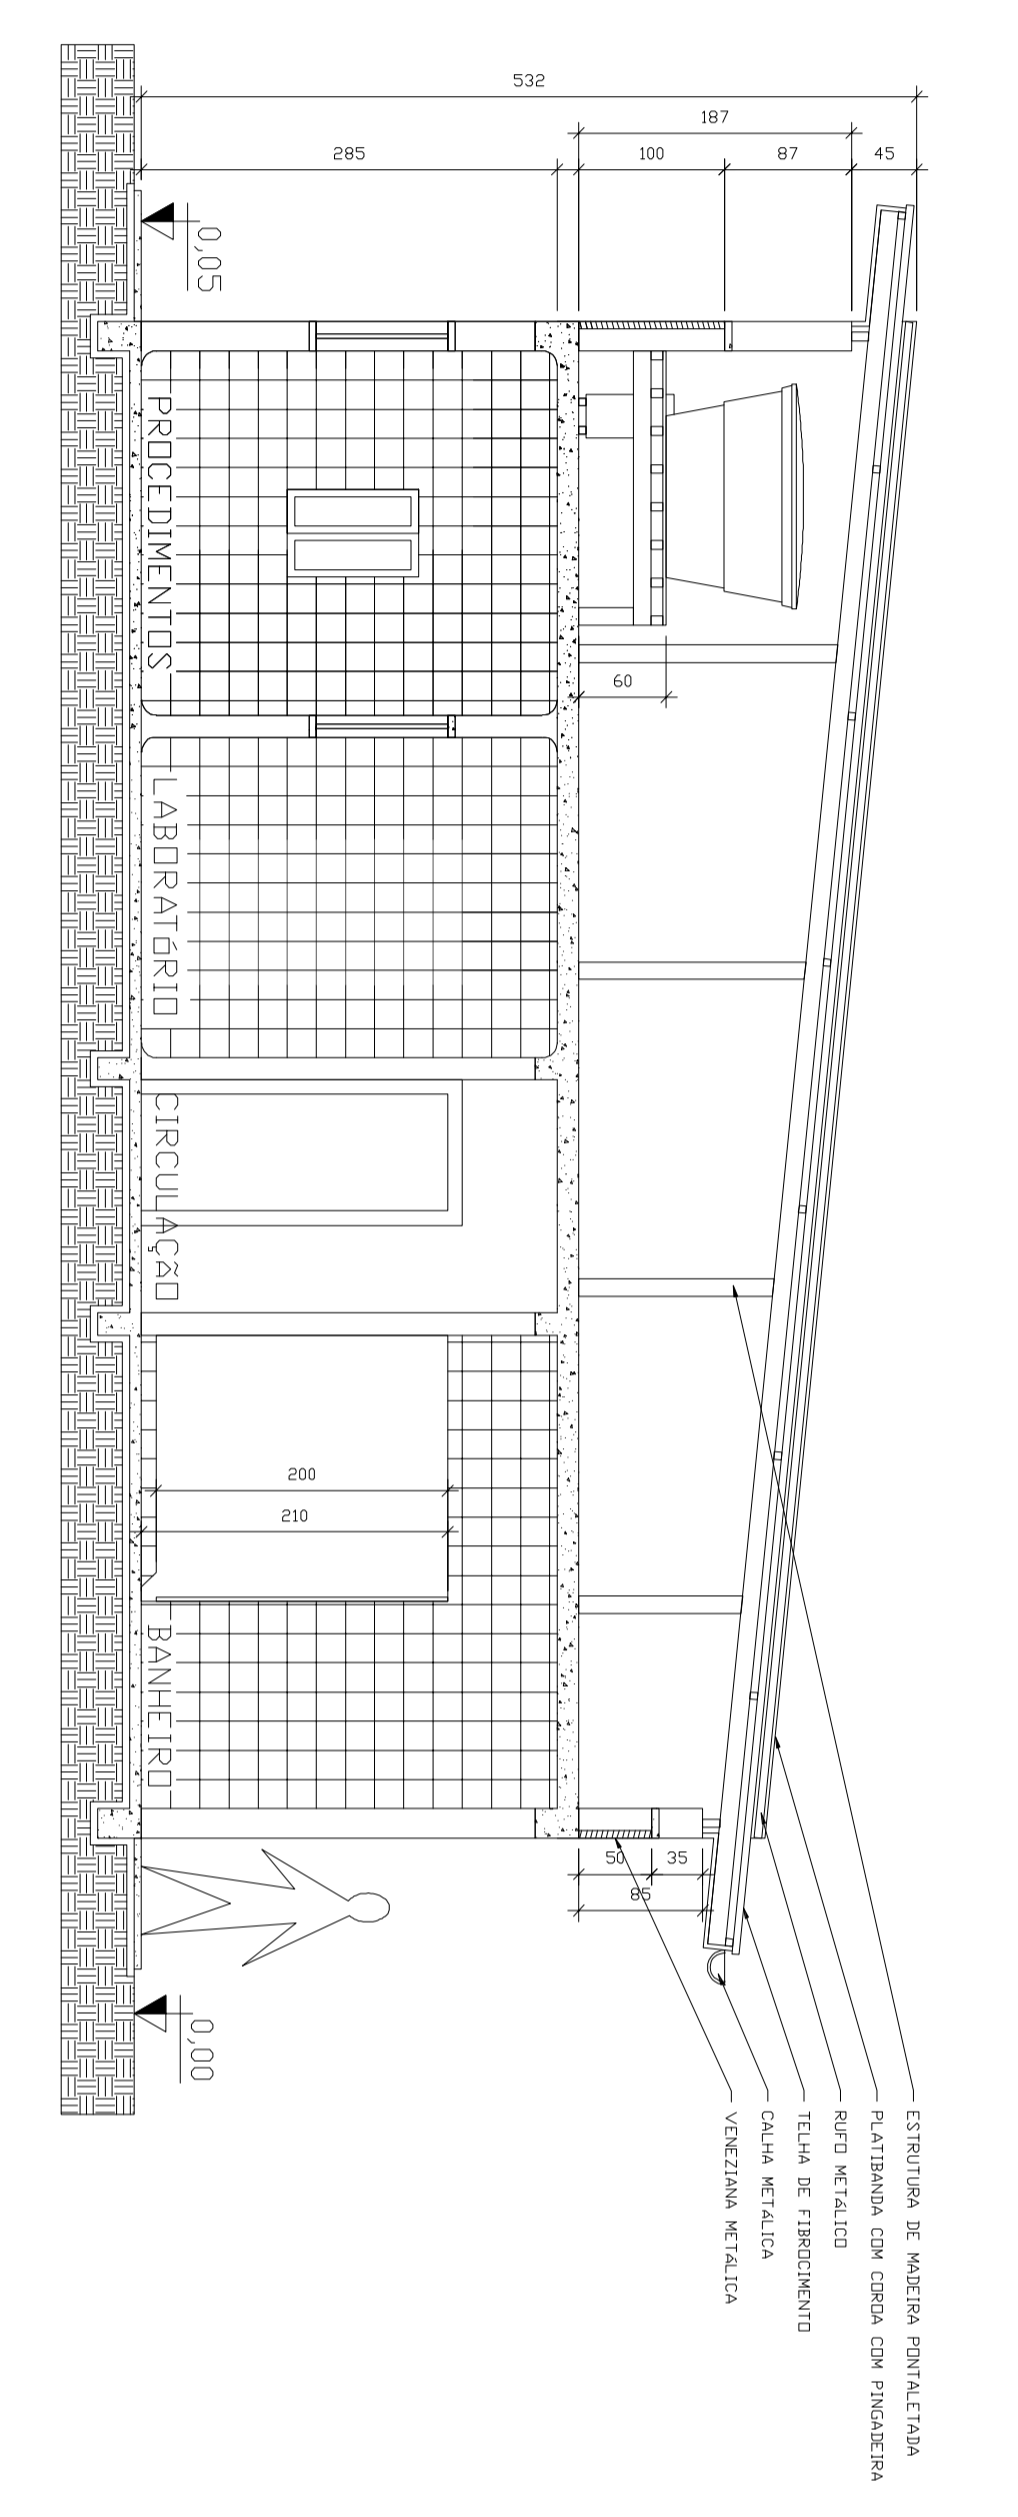 532
187
285
100
87
45
0,05
60
PROCEDIMENTOS
LABORATÓRIO
CIRCULAÇÃO
200
210
BANHEIRO
50
35
85
0,00
ESTRUTURA DE MADEIRA PONTALETADA
PLATIBANDA COM COROA COM PINGADEIRA
RUFO METÁLICO
TELHA DE FIBROCIMENTO
CALHA METÁLICA
VENEZIANA METÁLICA